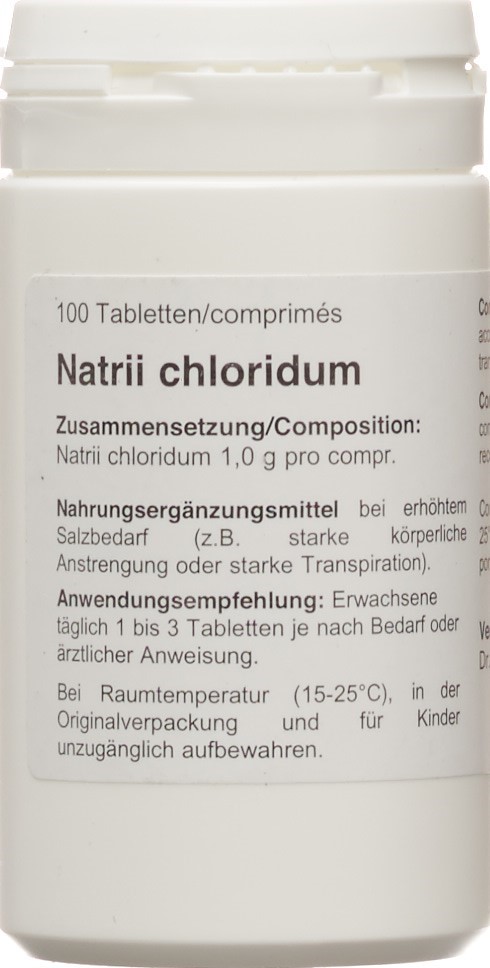 100 Tabletten/comprimés
Natrii chloridum
Zusammensetzung/Composition:
Natrii chloridum 1,0 g pro compr.
Nahrungsergänzungsmittel bei erhöhtem
Salzbedarf (z.B. starke körperliche
Anstrengung oder starke Transpiration).
Anwendungsempfehlung: Erwachsene
täglich 1 bis 3 Tabletten je nach Bedarf oder
ärztlicher Anweisung.
Bei Raumtemperatur (15-25°C), in der
Originalverpackung und für Kinder
unzugänglich aufbewahren.